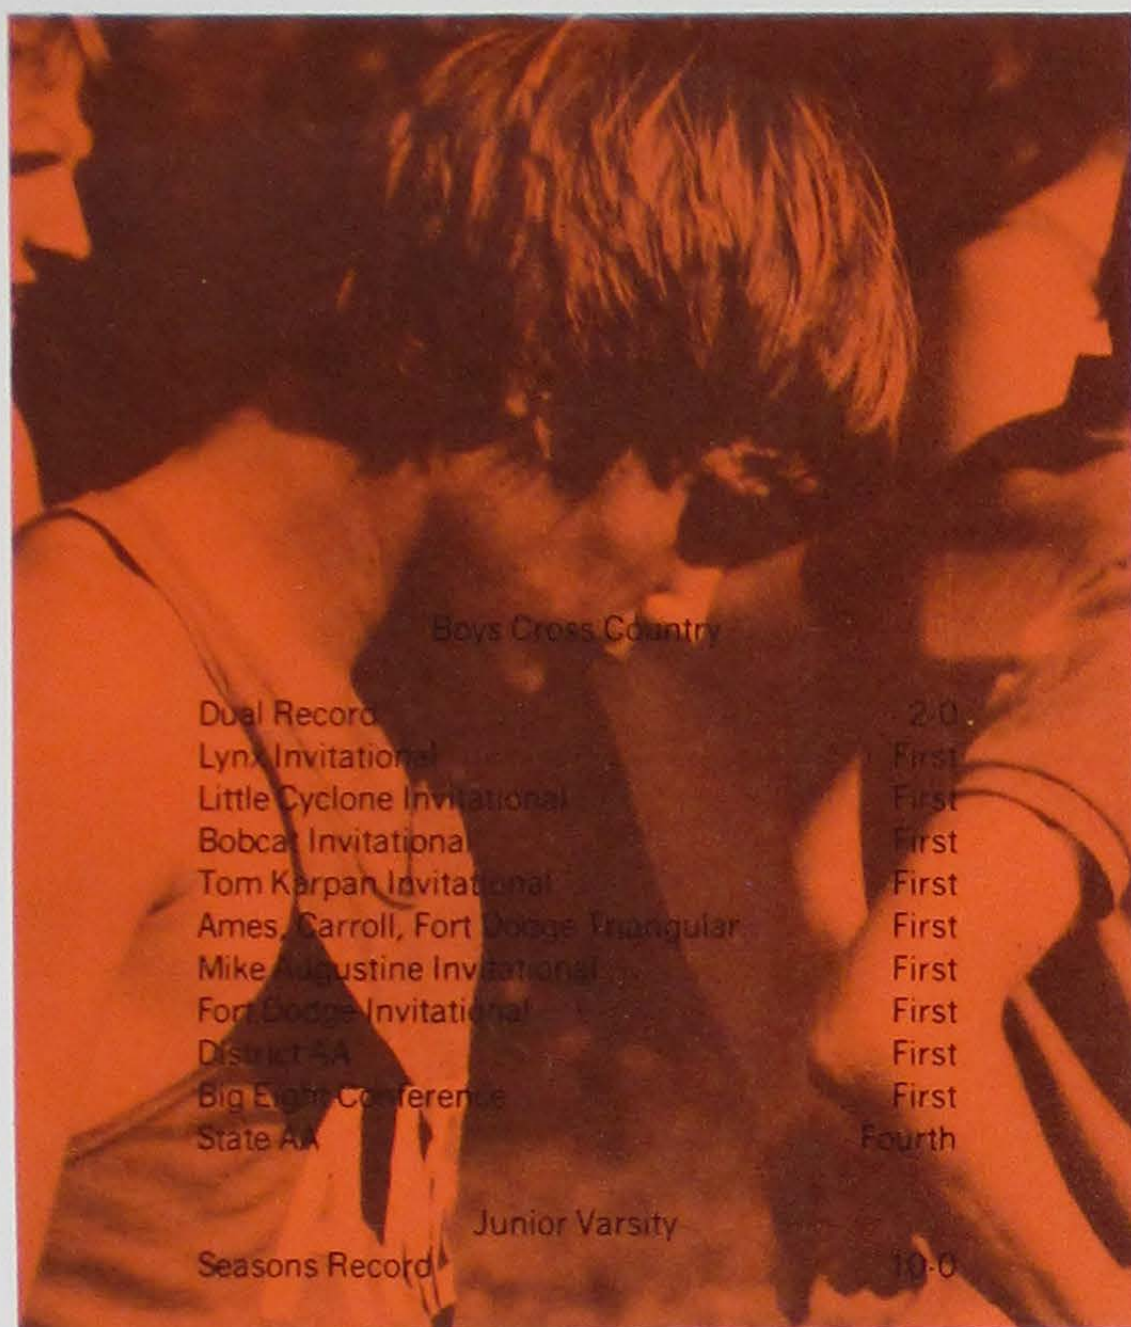 Boys Cross Country
Dual Record 2-0
Lynx Invitational First
Little Cyclone Invitational First
Bobcat Invitational First
Tom Karpan Invitational First
Ames, Carroll, Fort Dodge Triangular First
Mike Augustine Invitational First
Fort Dodge Invitational First
District AA First
Big Eight Conference First
State AA Fourth
Junior Varsity
Seasons Record 10-0